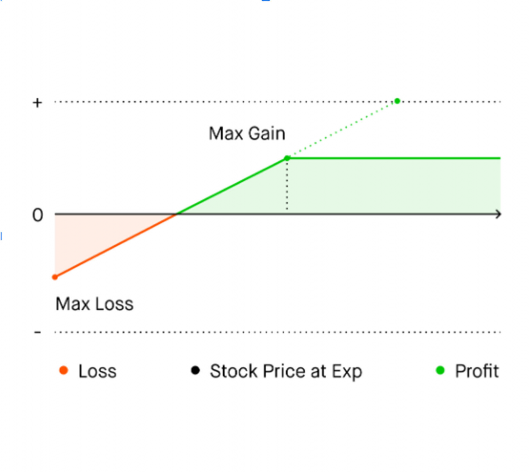 +
Max Gain
0
Max Loss
-
Loss
Stock Price at Exp
Profit